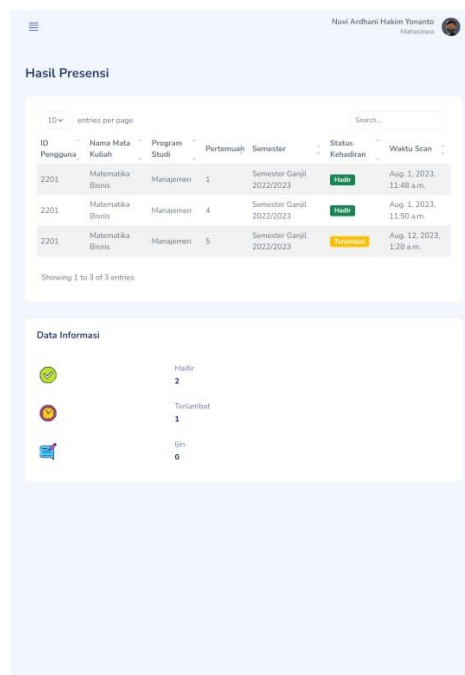 Nuvi Ardhani Hakim Yonanto
Mahasiswa
Hasil Presensi
10 entries per page Search...
ID Pengguna Nama Mata Kuliah Program Studi Pertemuan Semester Status Kehadiran Waktu Scan
2201 Matematika Bisnis Manajemen 1 Semester Ganjil 2022/2023 Hadir Aug. 1, 2023, 11:48 a.m.
2201 Matematika Bisnis Manajemen 4 Semester Ganjil 2022/2023 Hadir Aug. 1, 2023, 11:50 a.m.
2201 Matematika Bisnis Manajemen 5 Semester Ganjil 2022/2023 Terlambat Aug. 12, 2023, 1:28 a.m.
Showing 1 to 3 of 3 entries
Data Informasi
Hadir
2
Terlambat
1
Ijin
0